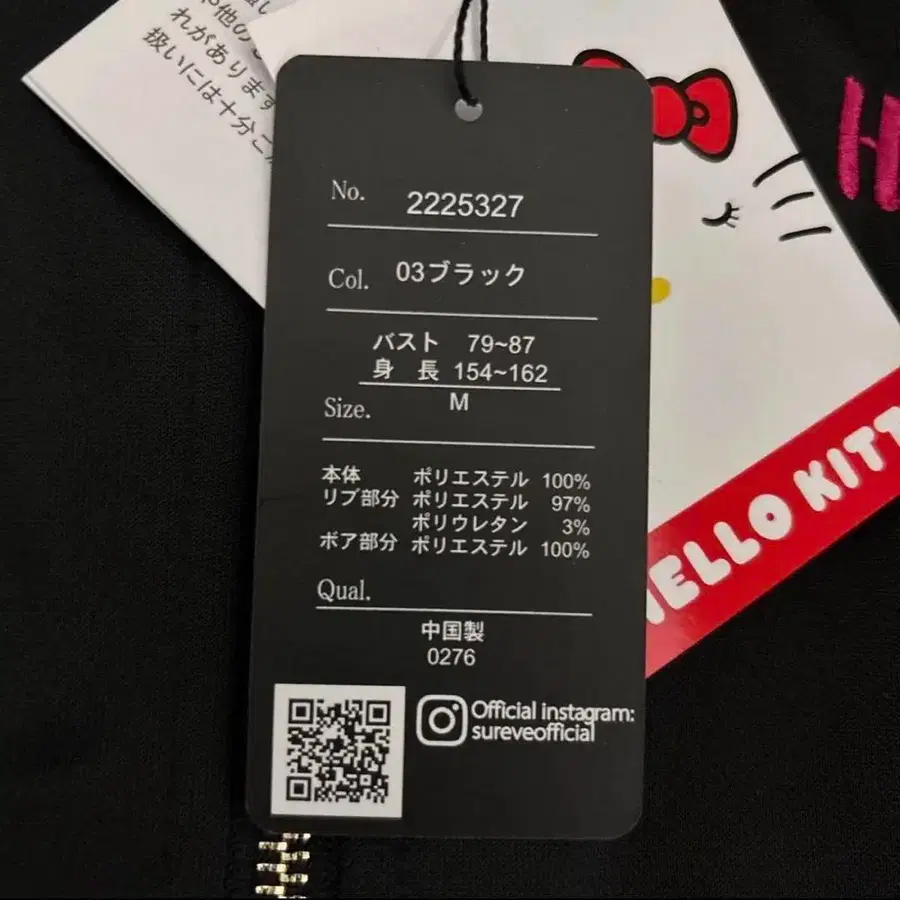 や他の
れがあります
扱いには十分ご
No. 2225327
Col. 03ブラック
バスト 79~87
身 長 154~162
Size. M
本体 ポリエステル 100%
リブ部分 ポリエステル 97%
ポリウレタン 3%
ボア部分 ポリエステル 100%
Qual.
中国製
0276
Official instagram:
sureveofficial
HELLO KITT
H